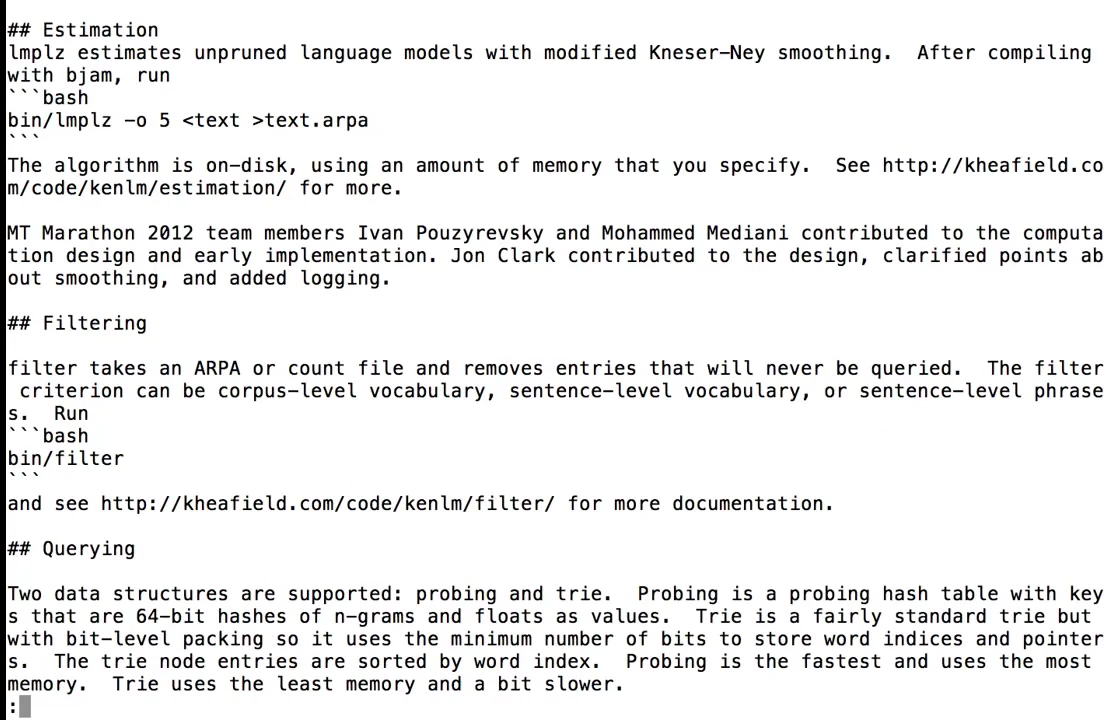 ## Estimation
lmplz estimates unpruned language models with modified Kneser-Ney smoothing.  After compiling
with bjam, run
```bash
bin/lmplz -o 5 <text >text.arpa
```
The algorithm is on-disk, using an amount of memory that you specify.  See http://kheafield.co
m/code/kenlm/estimation/ for more.

MT Marathon 2012 team members Ivan Pouzyrevsky and Mohammed Mediani contributed to the computa
tion design and early implementation. Jon Clark contributed to the design, clarified points ab
out smoothing, and added logging.

## Filtering

filter takes an ARPA or count file and removes entries that will never be queried.  The filter
 criterion can be corpus-level vocabulary, sentence-level vocabulary, or sentence-level phrase
s.  Run
```bash
bin/filter
```
and see http://kheafield.com/code/kenlm/filter/ for more documentation.

## Querying

Two data structures are supported: probing and trie.  Probing is a probing hash table with key
s that are 64-bit hashes of n-grams and floats as values.  Trie is a fairly standard trie but
with bit-level packing so it uses the minimum number of bits to store word indices and pointer
s.  The trie node entries are sorted by word index.  Probing is the fastest and uses the most
memory.  Trie uses the least memory and a bit slower.
: